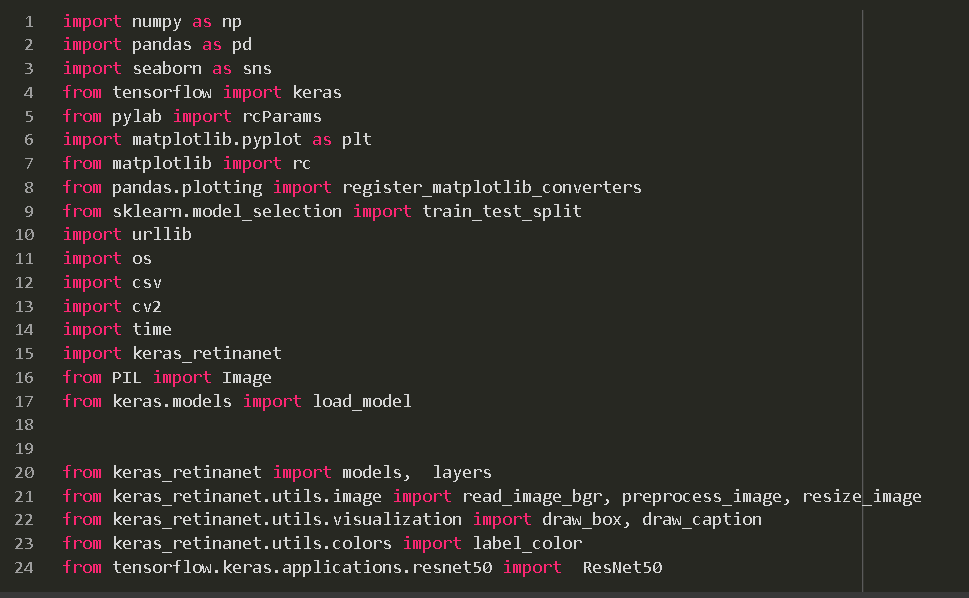 1 import numpy as np
2 import pandas as pd
3 import seaborn as sns
4 from tensorflow import keras
5 from pylab import rcParams
6 import matplotlib.pyplot as plt
7 from matplotlib import rc
8 from pandas.plotting import register_matplotlib_converters
9 from sklearn.model_selection import train_test_split
10 import urllib
11 import os
12 import csv
13 import cv2
14 import time
15 import keras_retinanet
16 from PIL import Image
17 from keras.models import load_model
18
19
20 from keras_retinanet import models,  layers
21 from keras_retinanet.utils.image import read_image_bgr, preprocess_image, resize_image
22 from keras_retinanet.utils.visualization import draw_box, draw_caption
23 from keras_retinanet.utils.colors import label_color
24 from tensorflow.keras.applications.resnet50 import  ResNet50